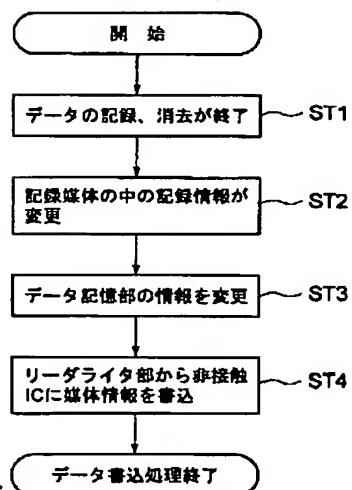 開 始
データの記録、消去が終了 ST1
記録媒体の中の記録情報が
変更 ST2
データ記憶部の情報を変更 ST3
リーダライタ部から非接触
ICに媒体情報を書込 ST4
データ書込処理終了